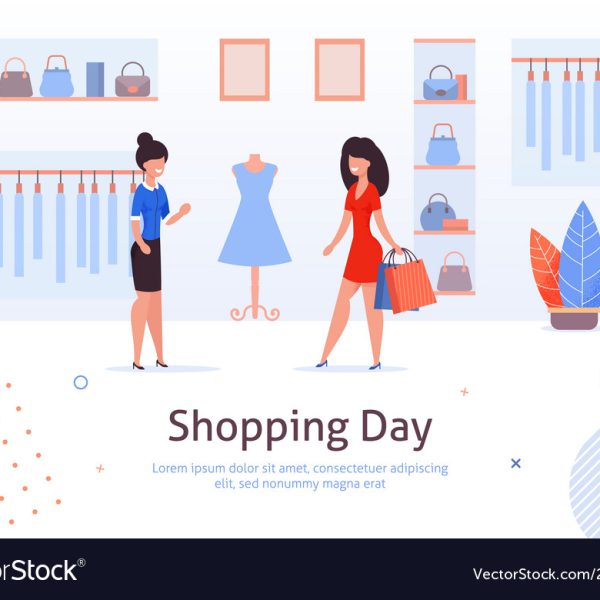 Shopping Day
Lorem ipsum dolor sit amet, consectetuer adipiscing
elit, sed nonummy magna erat
orStock®
VectorStock.com/2